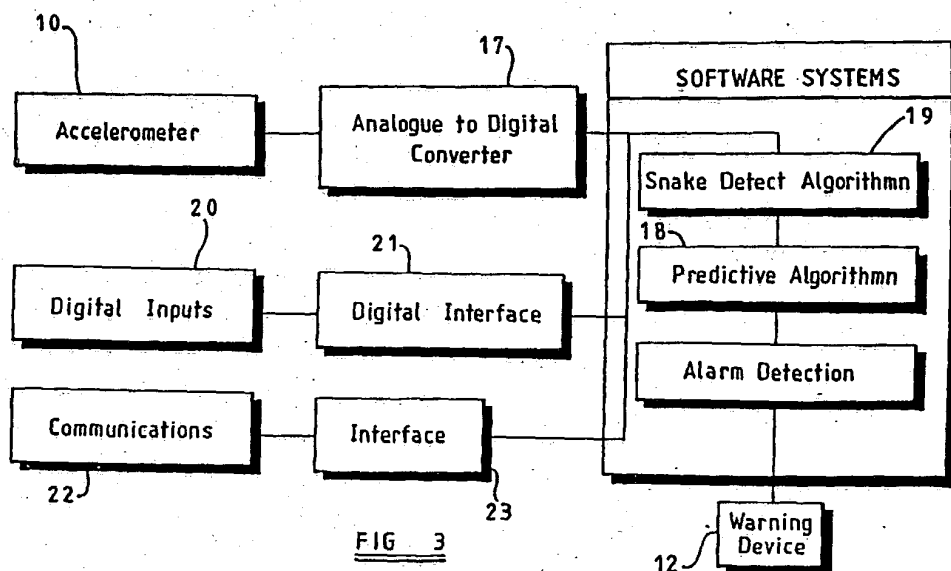 10
17
SOFTWARE SYSTEMS
Accelerometer
Analogue to Digital
Converter
19
Snake Detect Algorithmn
20
21
18
Digital Inputs
Digital Interface
Predictive Algorithmn
Alarm Detection
Communications
Interface
22
23
FIG 3
12
Warning
Device